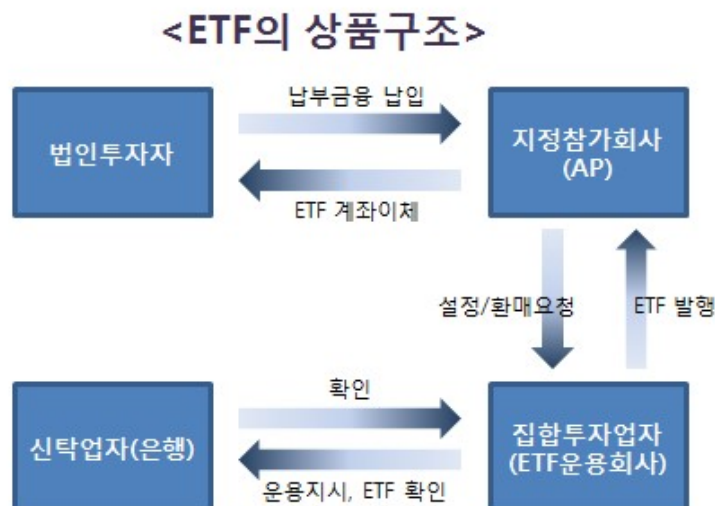 <ETF의 상품구조>
납부금용 납입
법인투자자
지정참가회사
(AP)
ETF 계좌이체
설정/환매요청
ETF 발행
확인
신탁업자(은행)
집합투자업자
(ETF운용회사)
운용지시, ETF 확인